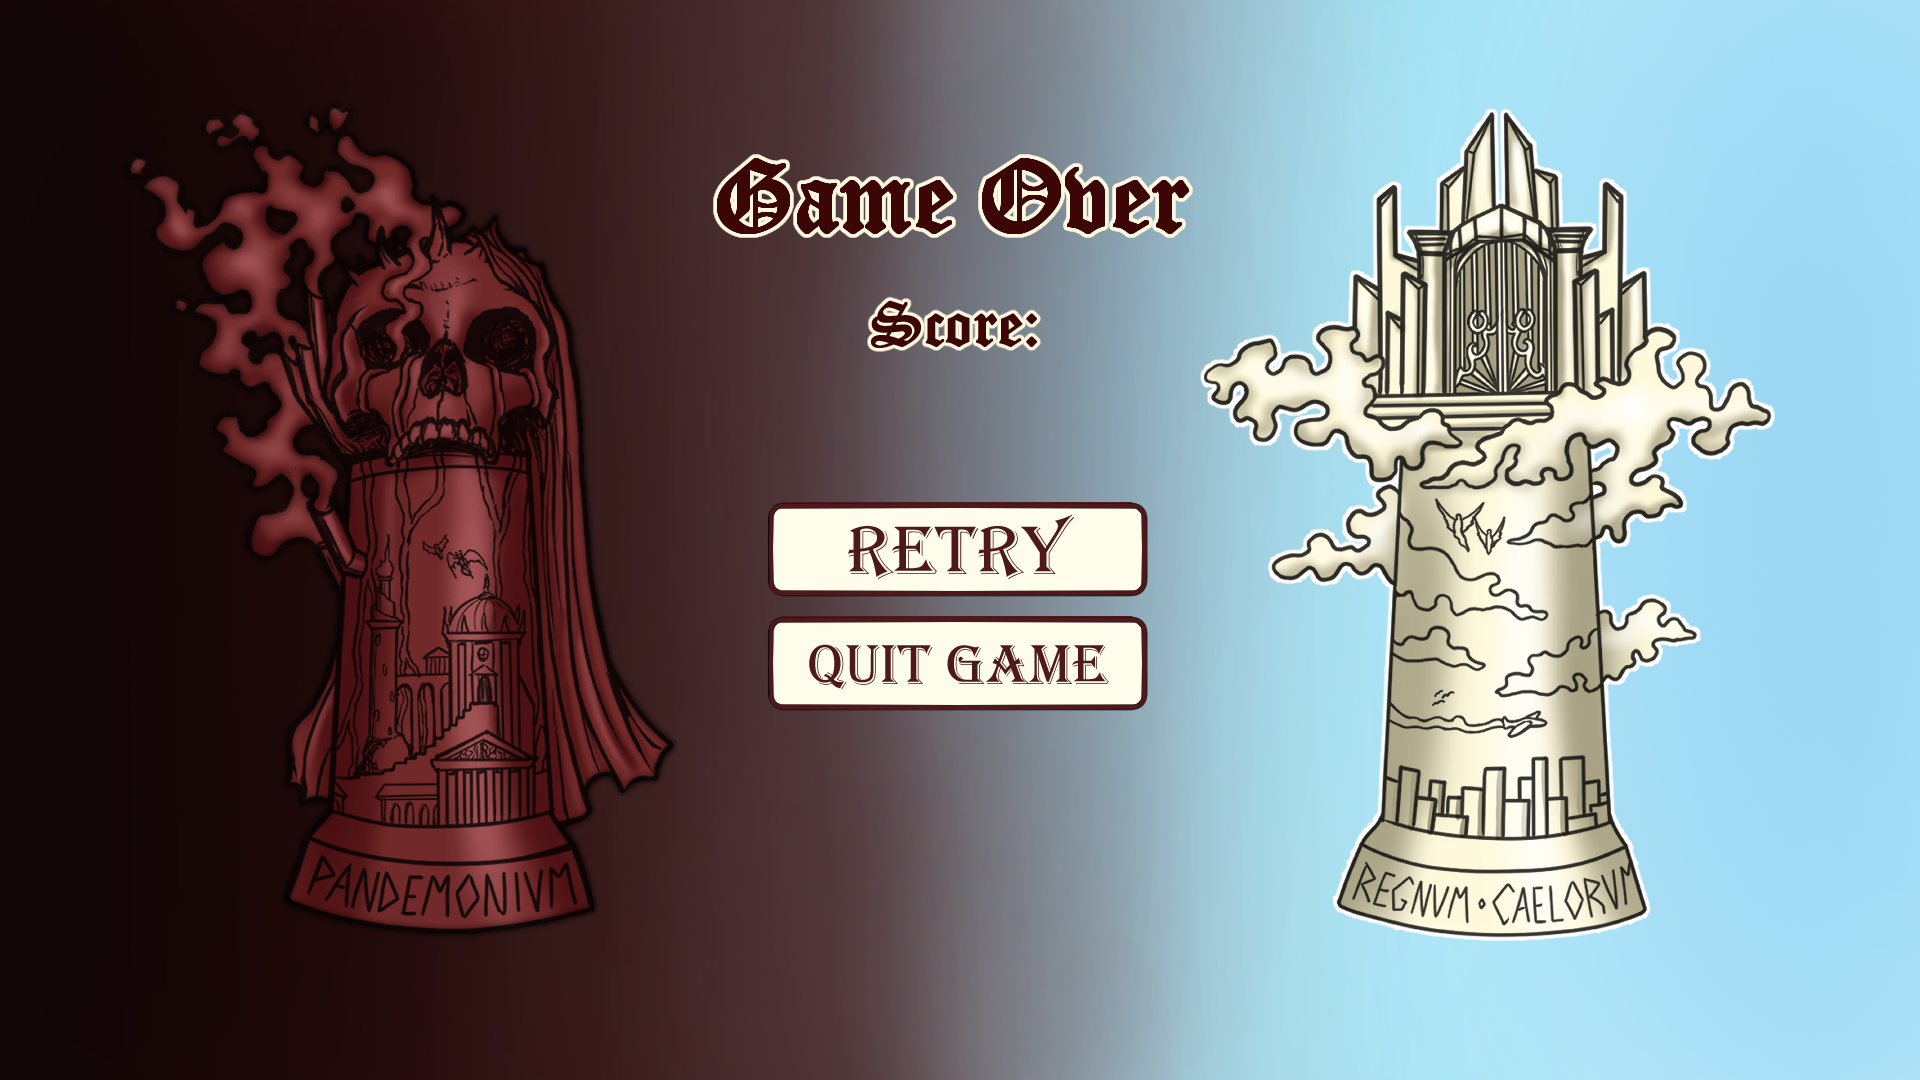 Game Over
Score:
RETRY
QUIT GAME
PANDEMONIVM
REGNVM • CAELORVM